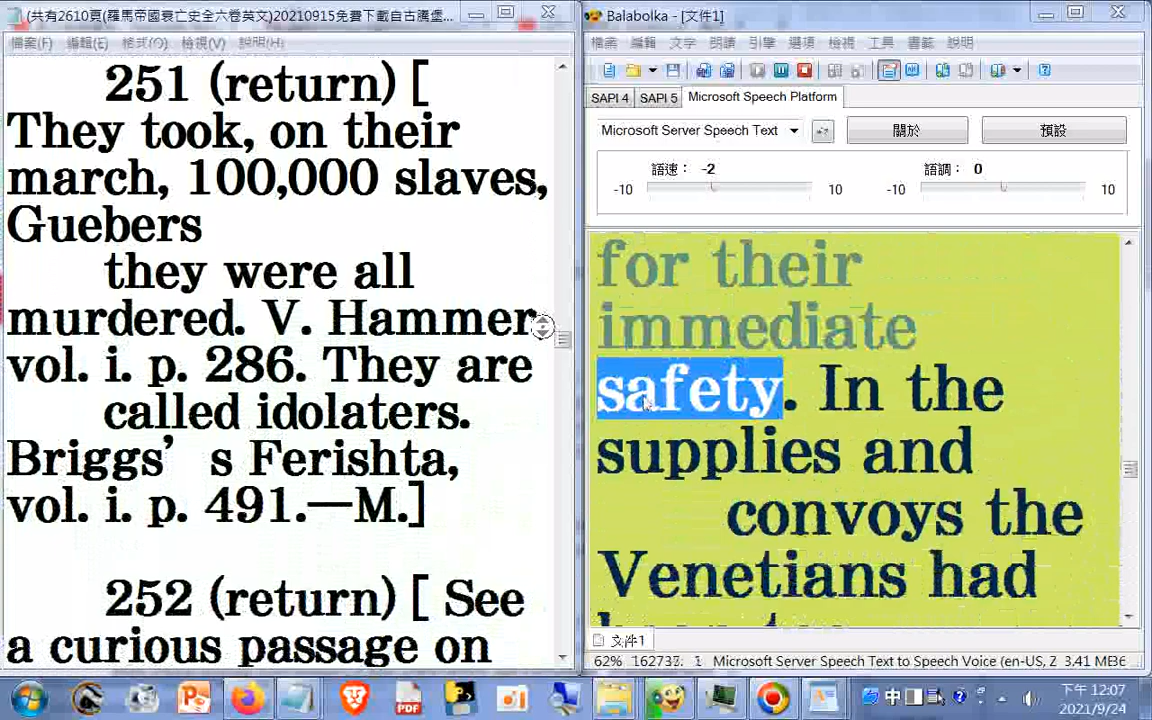 (共有2610頁(羅馬帝國衰亡史全六卷英文)20210915免費下載自古騰堡...
檔案(F) 編輯(E) 格式(O) 檢視(V) 說明(H)
251 (return) [
They took, on their
march, 100,000 slaves,
Guebers
they were all
murdered. V. Hammer
vol. i. p. 286. They are
called idolaters.
Briggs’ s Ferishta,
vol. i. p. 491.—M.]
252 (return) [ See
a curious passage on
Balabolka - [文件1]
檔案 編輯 文字 朗讀 引擎 選項 檢視 工具 書籤 說明
SAPI 4 SAPI 5 Microsoft Speech Platform
Microsoft Server Speech Text 關於 預設
語速： -2 語調： 0
-10 10 -10 10
for their
immediate
safety. In the
supplies and
convoys the
Venetians had
文件1
62% 162737: 1 Microsoft Server Speech Text to Speech Voice (en-US, Z 3.41 MB
中 下午 12:07
2021/9/24